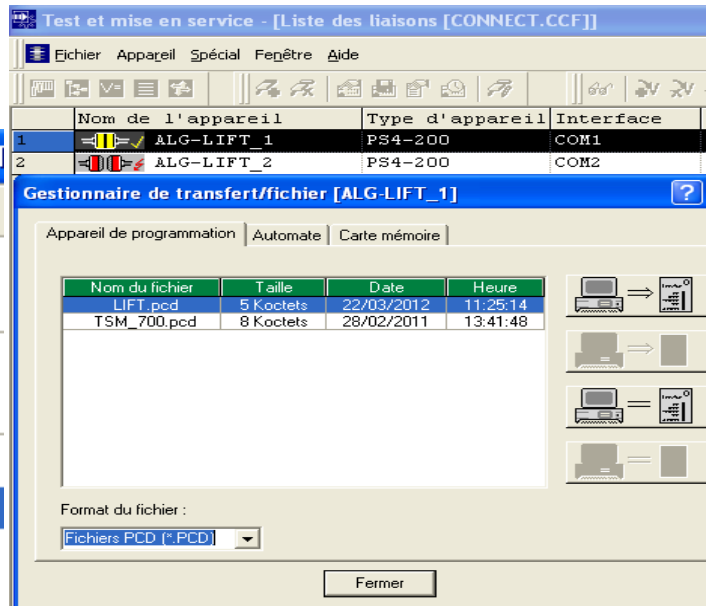 Test et mise en service - [Liste des liaisons [CONNECT.CCF]]
Fichier Appareil Spécial Fenêtre Aide
Nom de l'appareil Type d'appareil Interface
1 ALG-LIFT_1 PS4-200 COM1
2 ALG-LIFT_2 PS4-200 COM2
Gestionnaire de transfert/fichier [ALG-LIFT_1]
Appareil de programmation Automate Carte mémoire
Nom du fichier Taille Date Heure
LIFT.pcd 5 Koctets 22/03/2012 11:25:14
TSM_700.pcd 8 Koctets 28/02/2011 13:41:48
Format du fichier :
Fichiers PCD (*.PCD)
Fermer